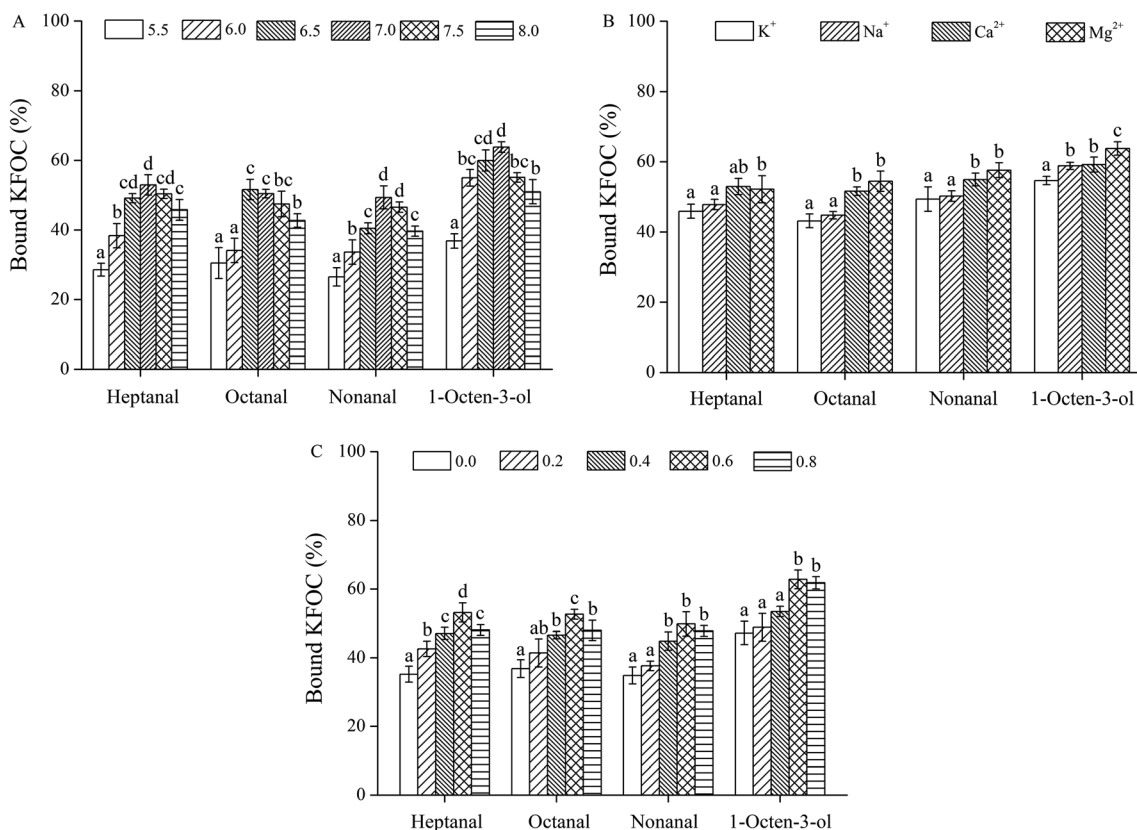 A 5.5 6.0 6.5 7.0 7.5 8.0
100
80
60
40
20
0
Bound KFOC (%)
a b cd d cd c
a a c c bc b
a b c d d c
a bc cd d bc b
Heptanal Octanal Nonanal 1-Octen-3-ol
B K⁺ Na⁺ Ca²⁺ Mg²⁺
100
80
60
40
20
0
Bound KFOC (%)
a a ab b
a a b b
a a b b
a b b c
Heptanal Octanal Nonanal 1-Octen-3-ol
C 0.0 0.2 0.4 0.6 0.8
100
80
60
40
20
0
Bound KFOC (%)
a b c d c
a ab b c b
a a b b b
a a a b b
Heptanal Octanal Nonanal 1-Octen-3-ol